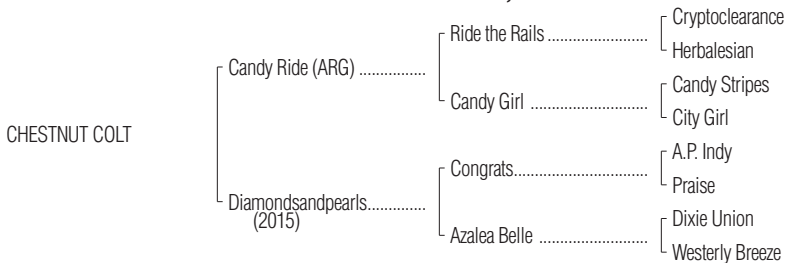 Cryptoclearance
Ride the Rails ........................
Herbalesian
Candy Ride (ARG) ................
Candy Stripes
Candy Girl ............................
City Girl
CHESTNUT COLT
A.P. Indy
Congrats................................
Praise
Diamondsandpearls..............
(2015)
Dixie Union
Azalea Belle ..........................
Westerly Breeze